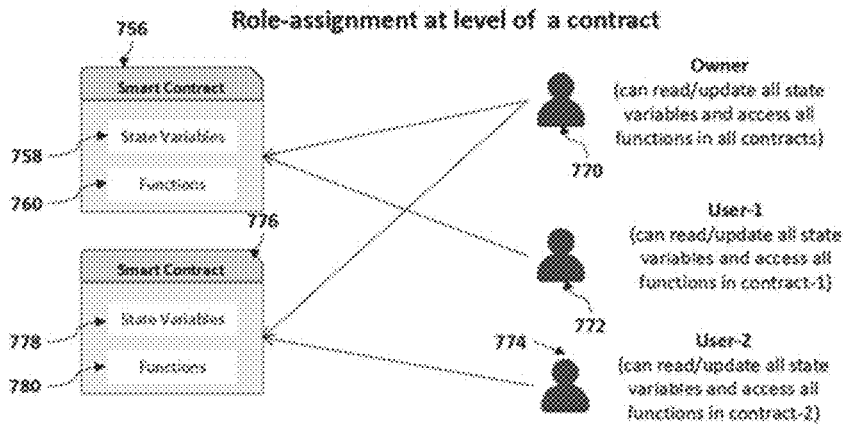 Role-assignment at level of a contract
756
Smart Contract
State Variables
758
Functions
760
776
Smart Contract
State Variables
778
Functions
780
Owner
(can read/update all state
variables and access all
functions in all contracts)
770
User-1
(can read/update all state
variables and access all
functions in contract-1)
772
774
User-2
(can read/update all state
variables and access all
functions in contract-2)